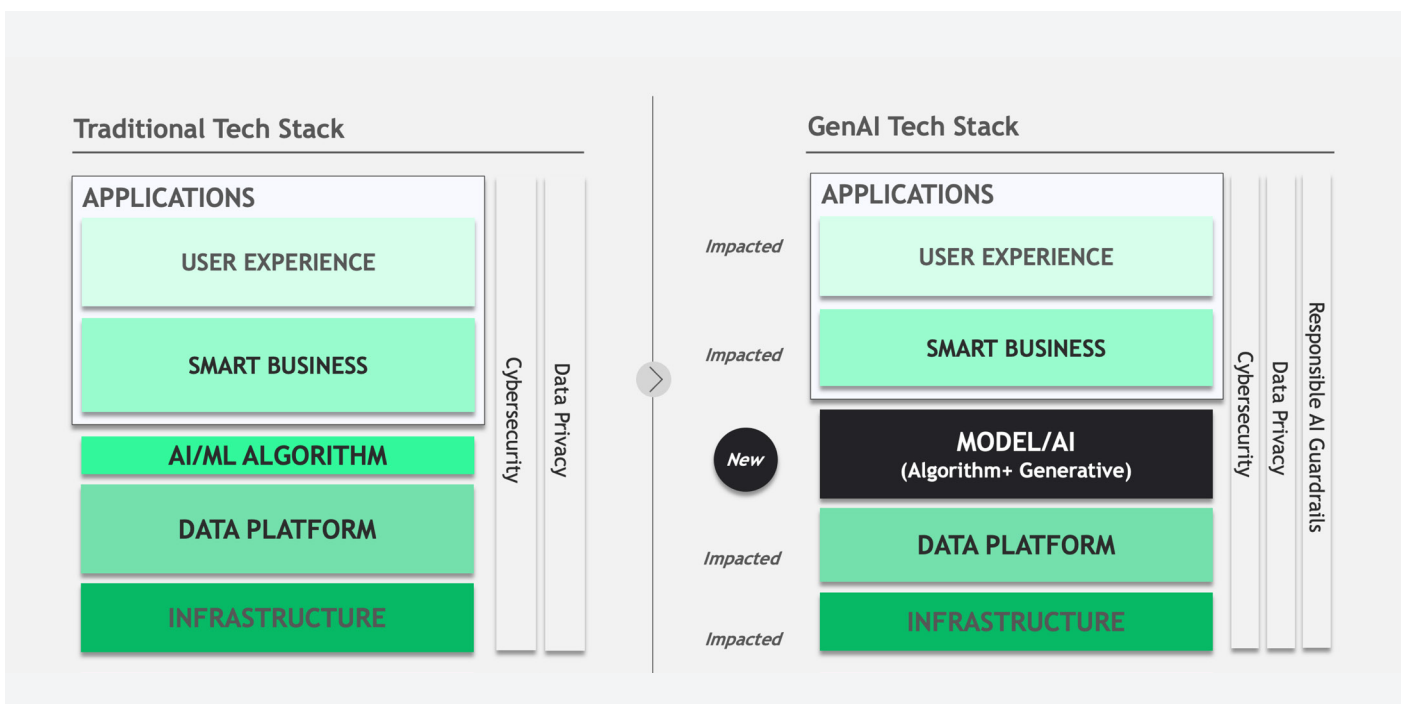 Traditional Tech Stack
APPLICATIONS
USER EXPERIENCE
SMART BUSINESS
AI/ML ALGORITHM
DATA PLATFORM
INFRASTRUCTURE
Cybersecurity
Data Privacy
Impacted
Impacted
New
Impacted
Impacted
GenAI Tech Stack
APPLICATIONS
USER EXPERIENCE
SMART BUSINESS
MODEL/AI
(Algorithm+ Generative)
DATA PLATFORM
INFRASTRUCTURE
Cybersecurity
Data Privacy
Responsible AI Guardrails